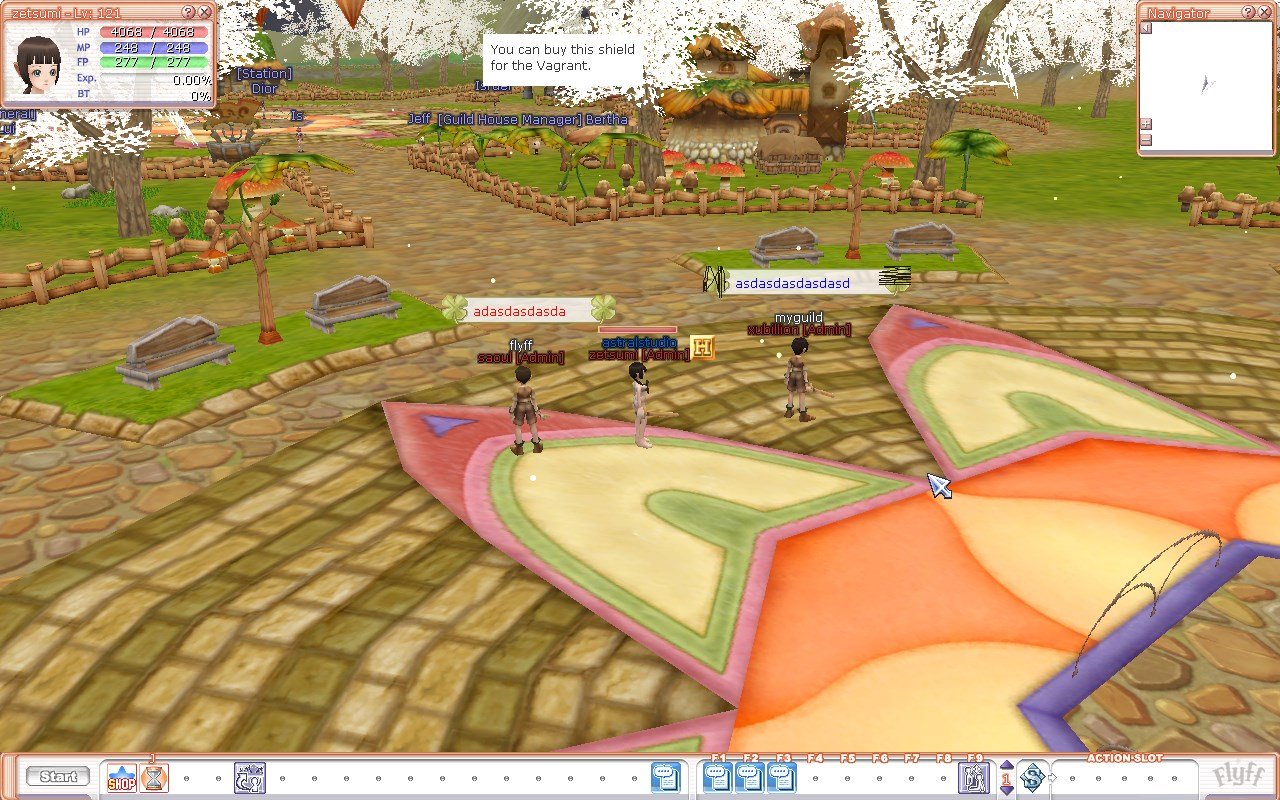 zetsumi - Lv. 121
HP 4068 / 4068
MP 248 / 248
FP 277 / 277
Exp. 0.00%
BT 0%
Navigator
You can buy this shield
for the Vagrant.
[Station]
Dior
Is
Jeff [Guild House Manager] Bertha
asdasdasdasdasd
adasdasdasda
myguild
xubillion [Admin]
flyff
saoul [Admin]
astralstudio
zetsumi [Admin]
H
Start
SHOP
1
F1 F2 F3 F4 F5 F6 F7 F8 F9
1
S
ACTION SLOT
Flyff